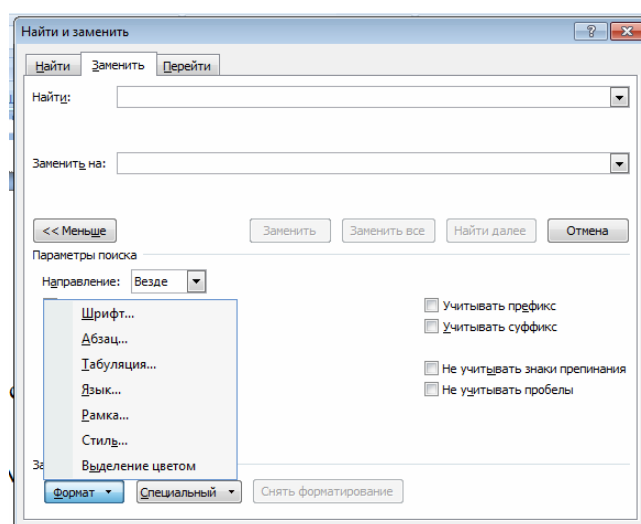 Найти и заменить
Найти Заменить Перейти
Найти:
Заменить на:
<< Меньше Заменить Заменить все Найти далее Отмена
Параметры поиска
Направление: Везде
Учитывать префикс
Учитывать суффикс
Не учитывать знаки препинания
Не учитывать пробелы
Шрифт...
Абзац...
Табуляция...
Язык...
Рамка...
Стиль...
Выделение цветом
Формат Специальный Снять форматирование